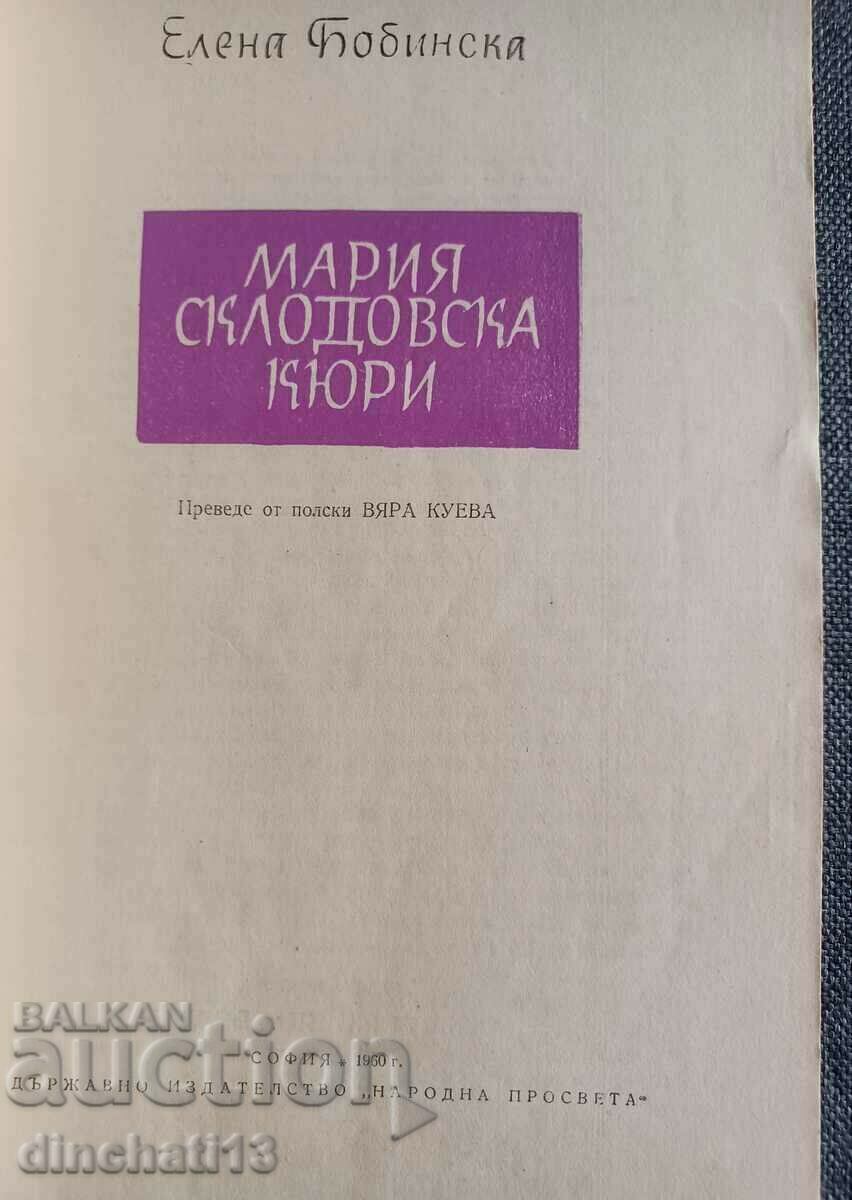 Елена Бобинска
МАРИЯ
СКЛОДОВСКА
КЮРИ
Преведе от полски ВЯРА КУЕВА
СОФИЯ * 1960 г.
ДЪРЖАВНО ИЗДАТЕЛСТВО „НАРОДНА ПРОСВЕТА“
BALKAN
auction
dinchati13